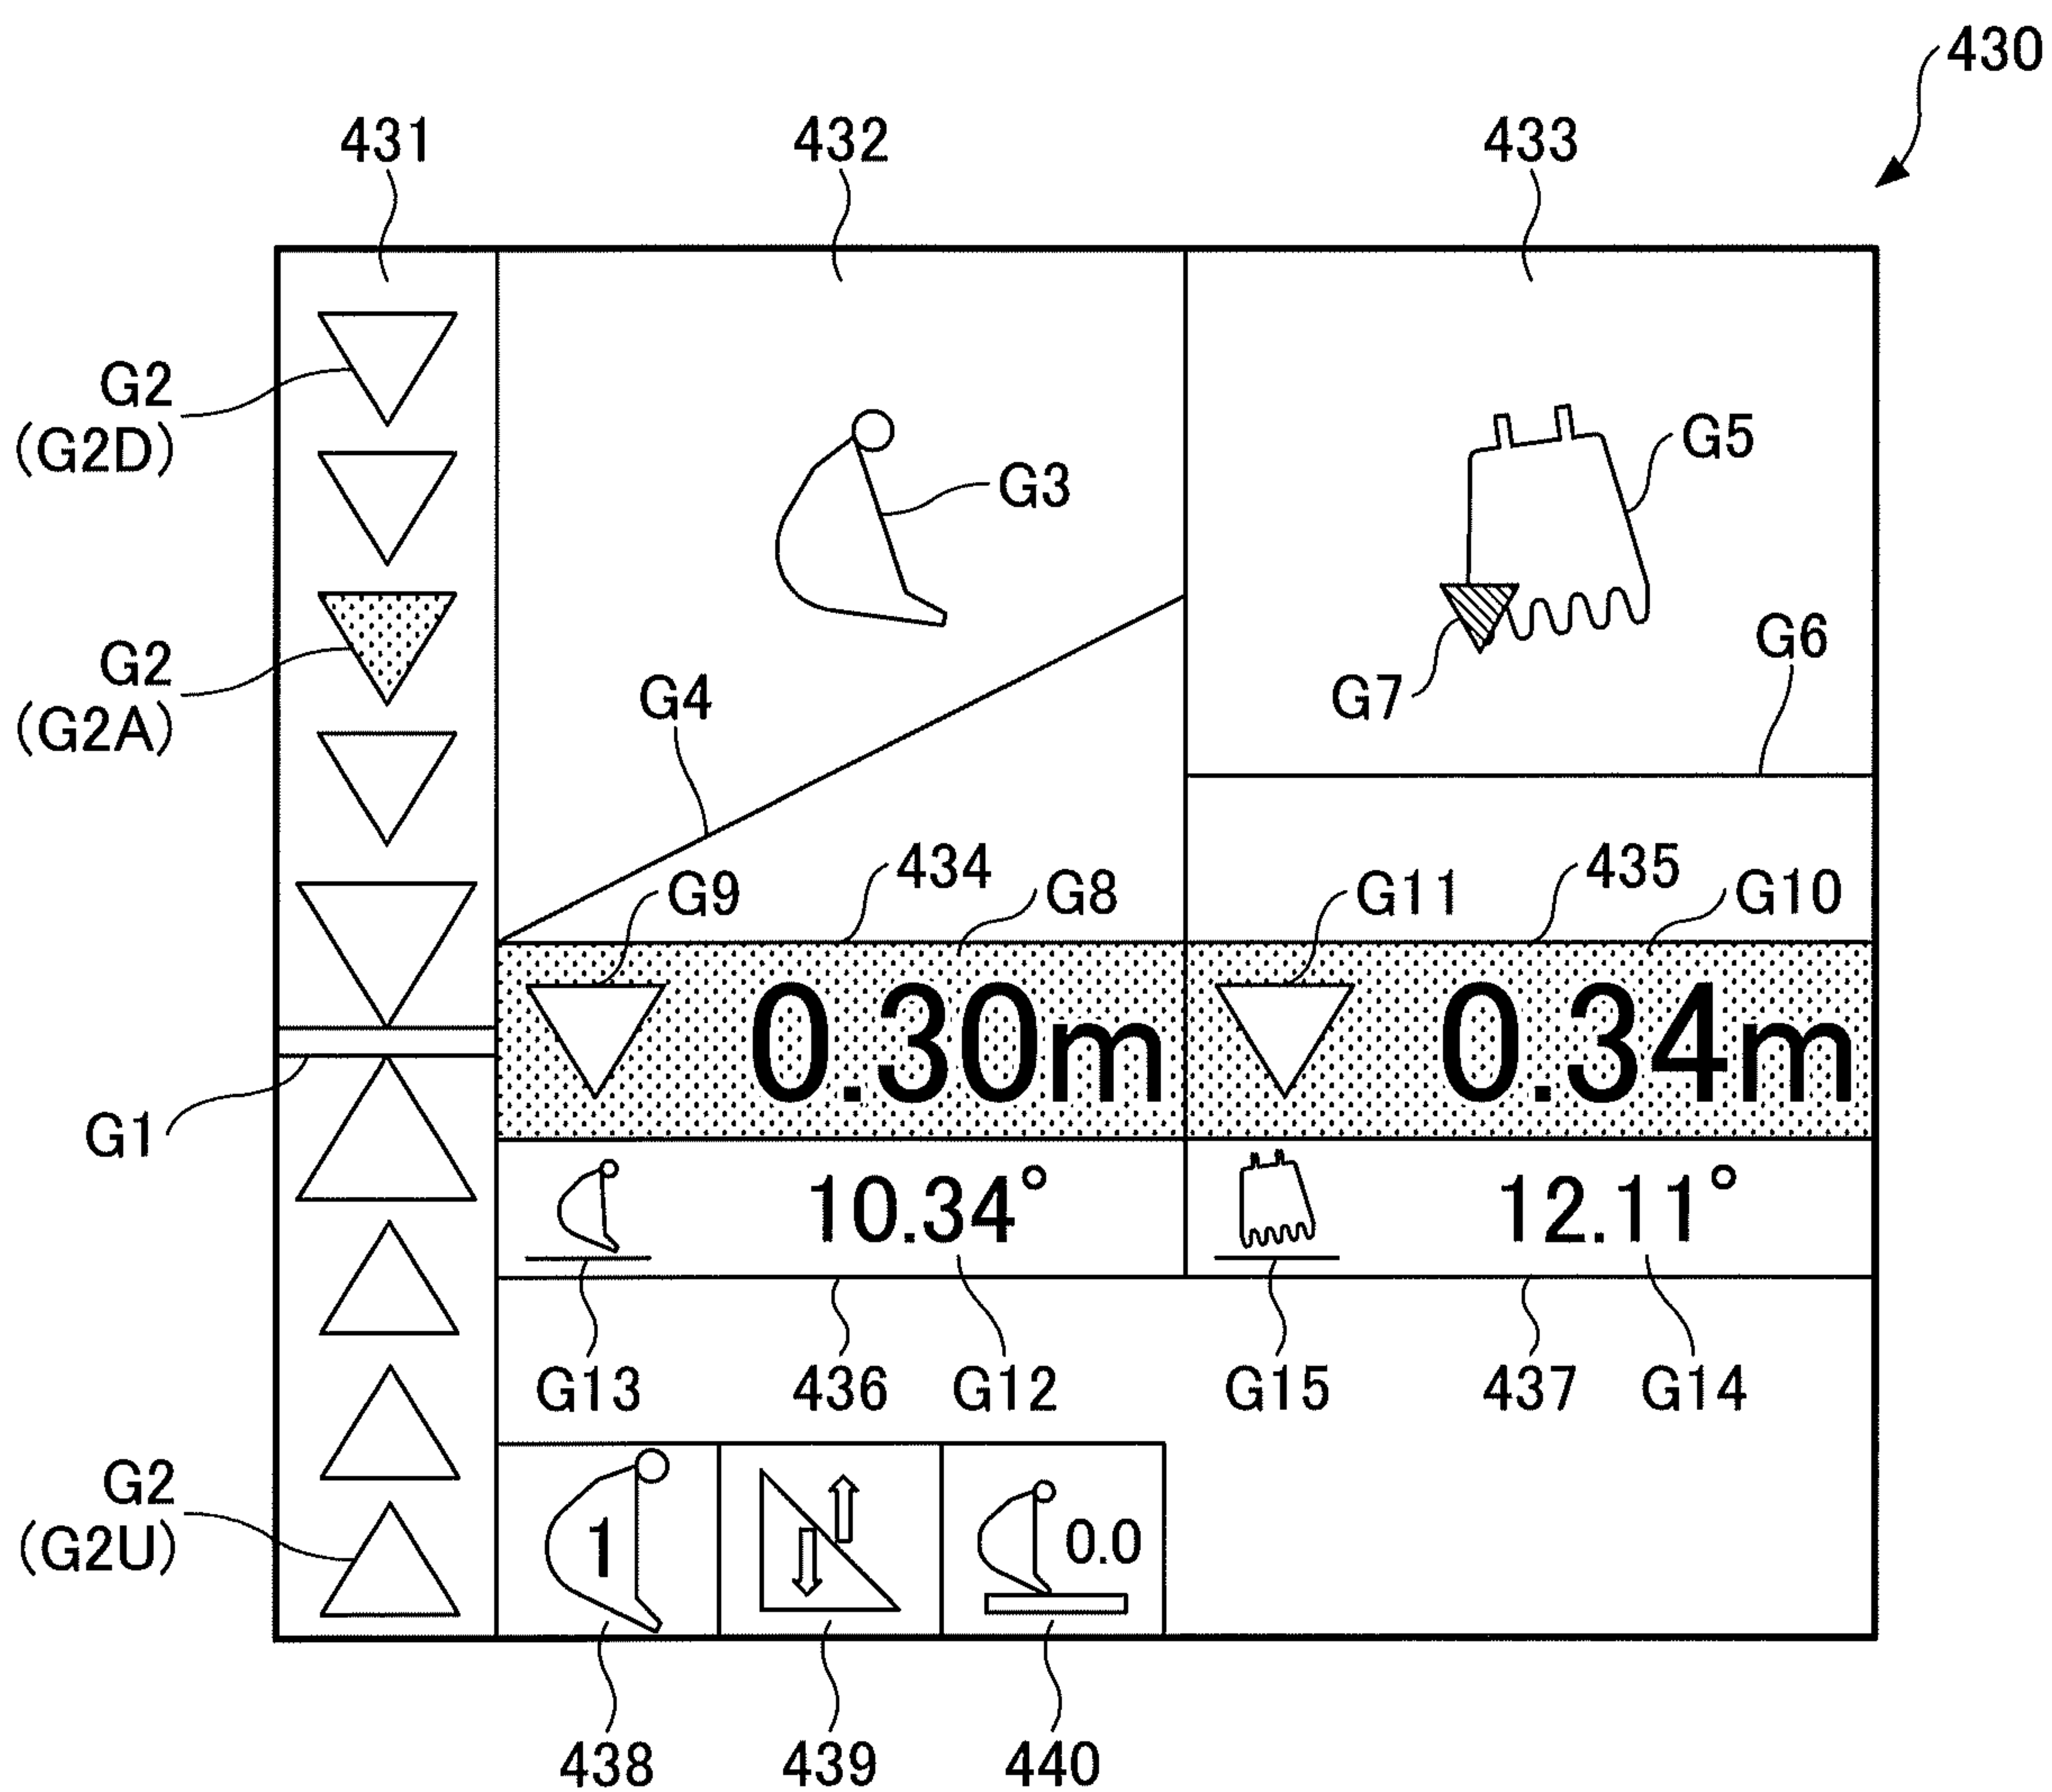 430
431
432
433
G2
(G2D)
G3
G5
G2
(G2A)
G4
G7
G6
G9
434
G8
G11
435
G10
0.30m
0.34m
G1
10.34°
12.11°
G13
436
G12
G15
437
G14
G2
(G2U)
1
0.0
438
439
440